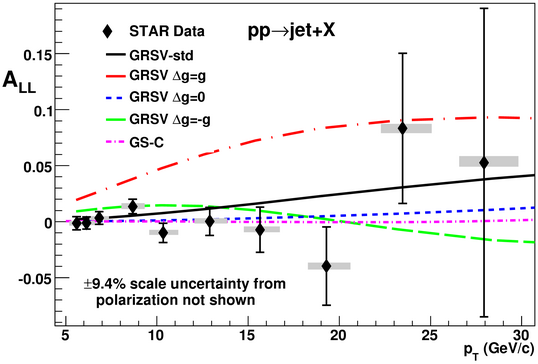 pp→jet+X
STAR Data
GRSV-std
GRSV Δg=g
GRSV Δg=0
GRSV Δg=-g
GS-C
A_LL
0.15
0.1
0.05
0
-0.05
±9.4% scale uncertainty from
polarization not shown
5 10 15 20 25 30
p_T (GeV/c)